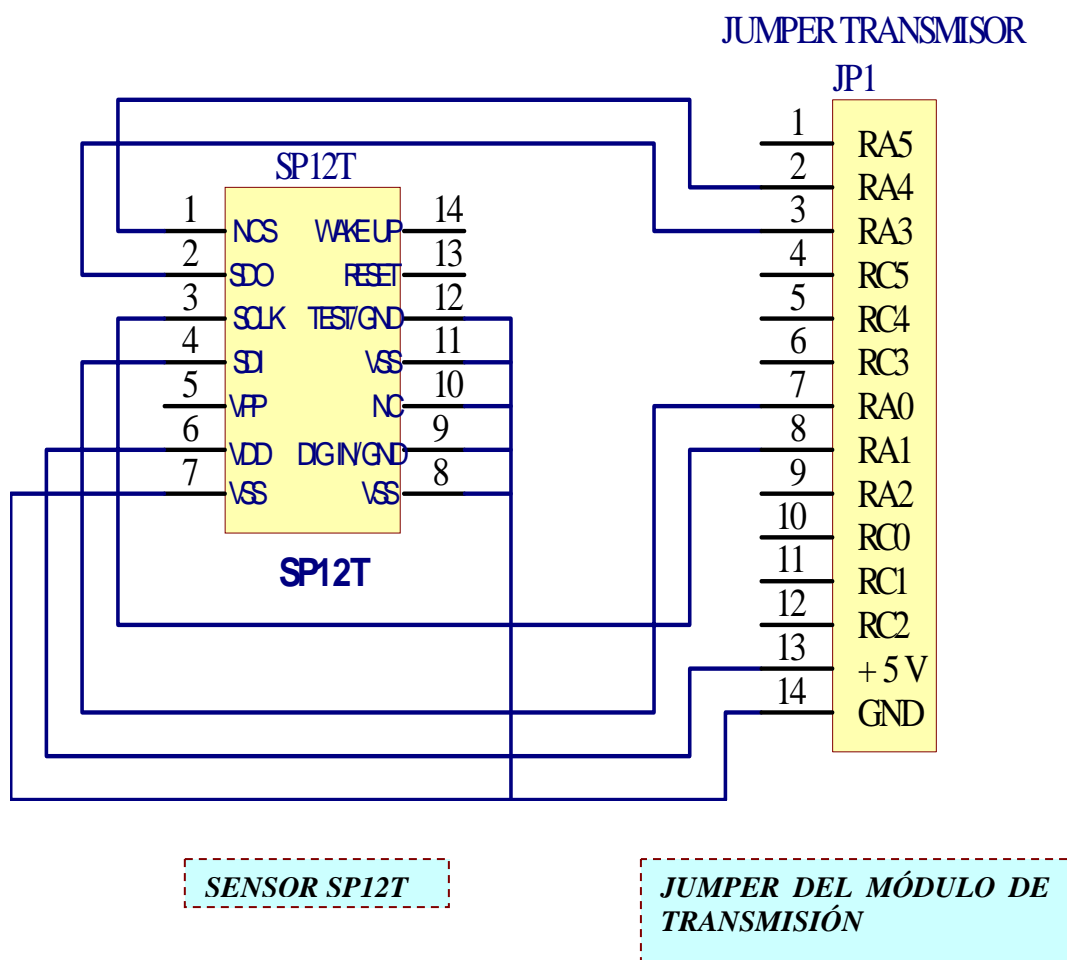 JUMPER TRANSMISOR
JP1
SP12T
1 NCS WAKE UP 14
2 SDO RESET 13
3 SCLK TEST/GND 12
4 SDI VSS 11
5 VPP NC 10
6 VDD DIG IN/GND 9
7 VSS VSS 8
SP12T
1 RA5
2 RA4
3 RA3
4 RC5
5 RC4
6 RC3
7 RA0
8 RA1
9 RA2
10 RC0
11 RC1
12 RC2
13 +5 V
14 GND
SENSOR SP12T
JUMPER DEL MÓDULO DE
TRANSMISIÓN